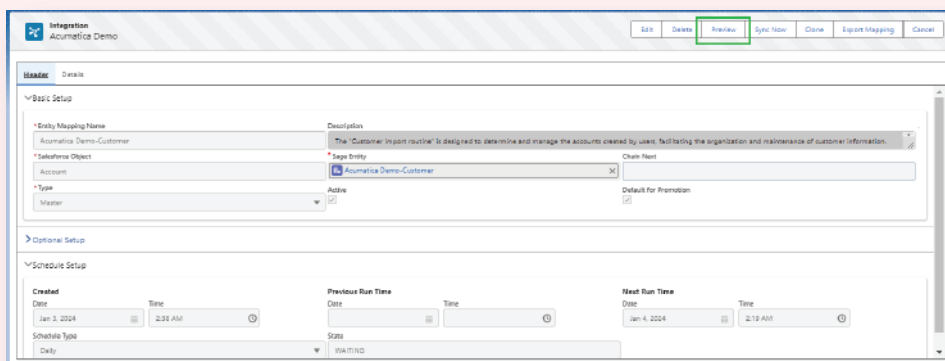 Integration
Acumatica Demo
Edit Delete Preview Sync Now Clone Export Mapping Cancel
Header Details
Basic Setup
*Entity Mapping Name Description
Acumatica Demo-Customer The "Customer Import routine" is designed to determine and manage the accounts created by users, facilitating the organization and maintenance of customer information.
*Salesforce Object *Sage Entity Chain Next
Account Acumatica Demo-Customer
*Type Active Default for Promotion
Master
Optional Setup
Schedule Setup
Created Previous Run Time Next Run Time
Date Time Date Time Date Time
Jan 3, 2024 2:38 AM Jan 4, 2024 2:19 AM
Schedule Type State
Daily WAITING